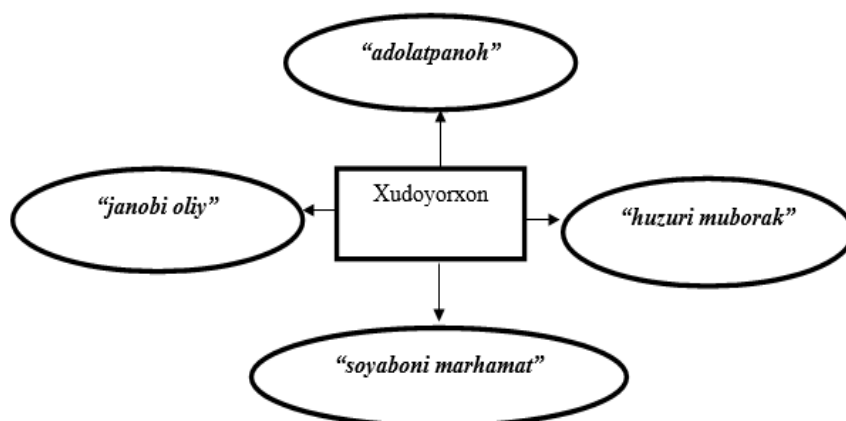 “adolatpanoh”
“janobi oliy”
Xudoyorxon
“huzuri muborak”
“soyaboni marhamat”